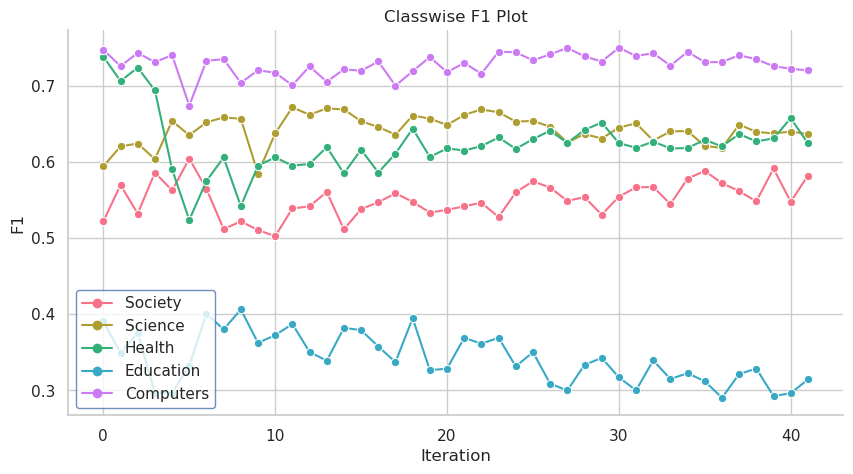 Classwise F1 Plot
F1
0.7
0.6
0.5
0.4
0.3
Society
Science
Health
Education
Computers
0 10 20 30 40
Iteration